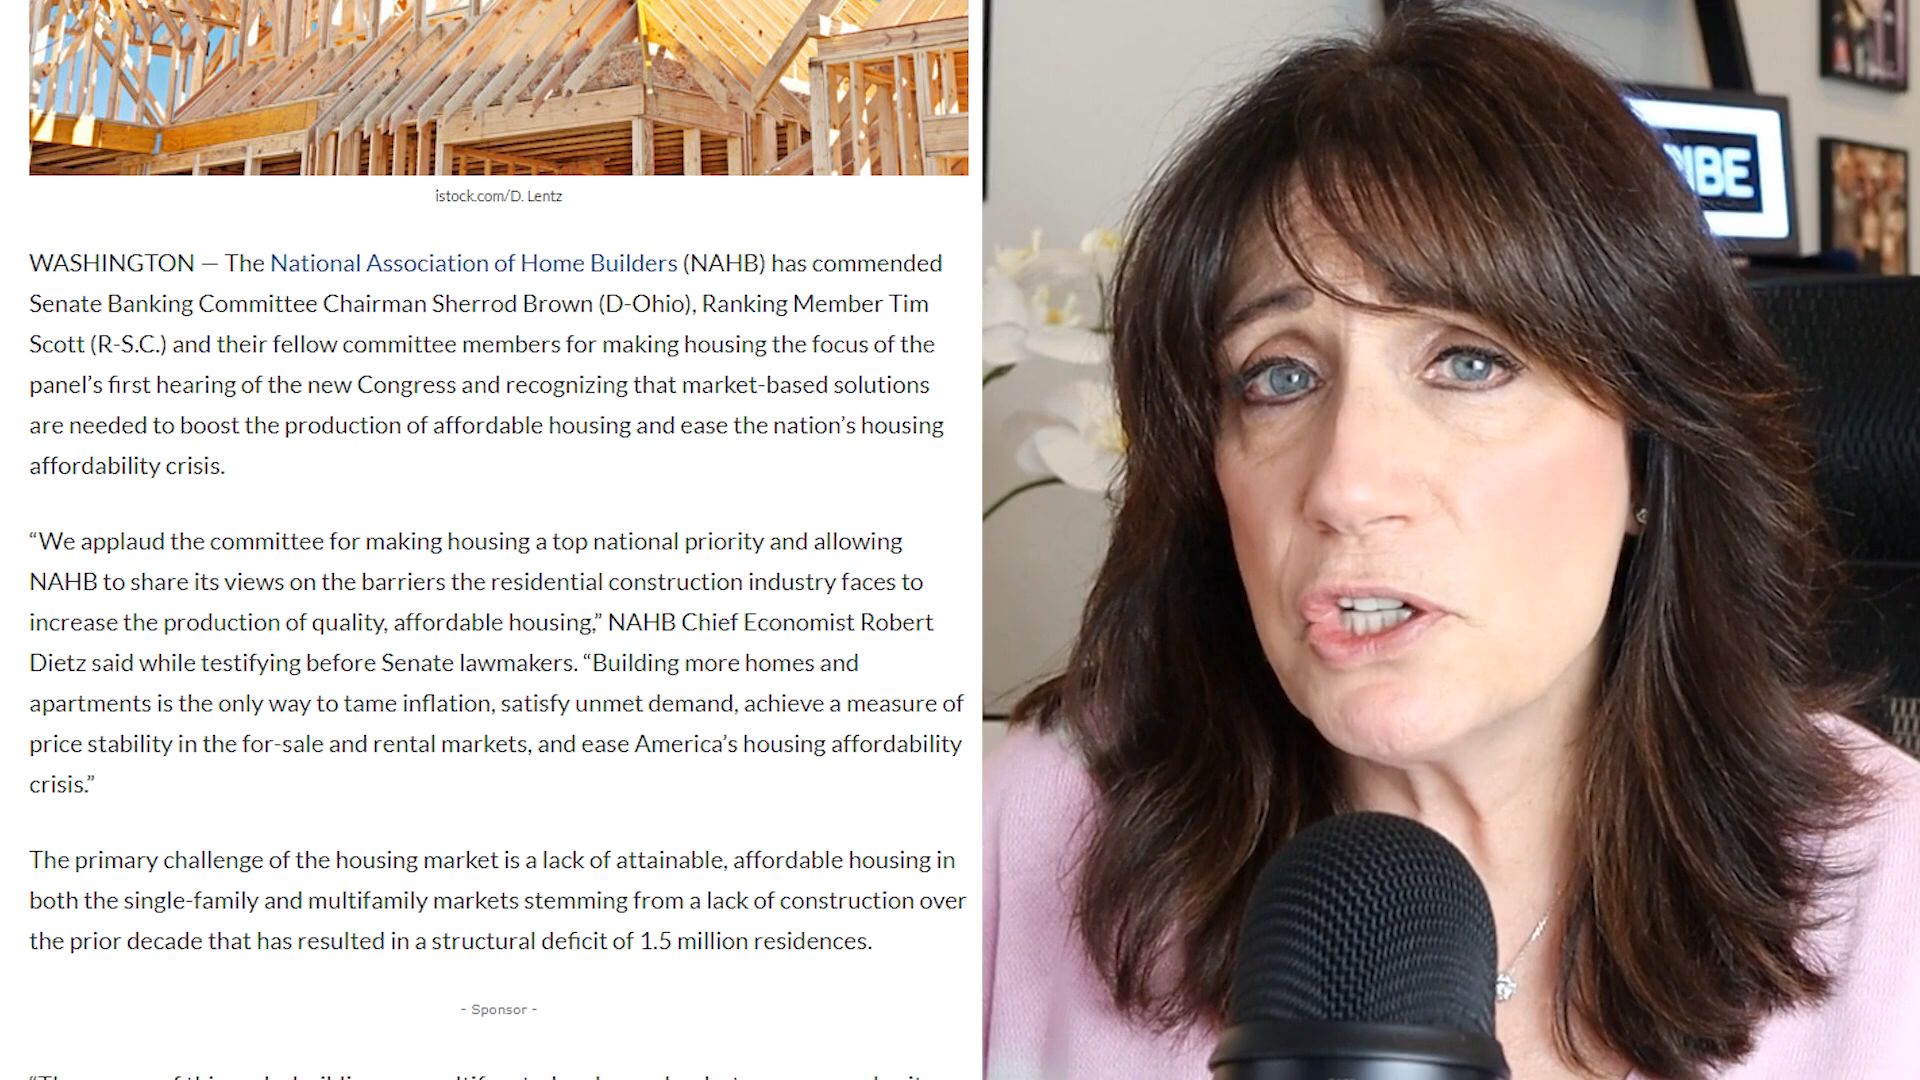 istock.com/D. Lentz
WASHINGTON — The National Association of Home Builders (NAHB) has commended
Senate Banking Committee Chairman Sherrod Brown (D-Ohio), Ranking Member Tim
Scott (R-S.C.) and their fellow committee members for making housing the focus of the
panel’s first hearing of the new Congress and recognizing that market-based solutions
are needed to boost the production of affordable housing and ease the nation’s housing
affordability crisis.
“We applaud the committee for making housing a top national priority and allowing
NAHB to share its views on the barriers the residential construction industry faces to
increase the production of quality, affordable housing,” NAHB Chief Economist Robert
Dietz said while testifying before Senate lawmakers. “Building more homes and
apartments is the only way to tame inflation, satisfy unmet demand, achieve a measure of
price stability in the for-sale and rental markets, and ease America’s housing affordability
crisis.”
The primary challenge of the housing market is a lack of attainable, affordable housing in
both the single-family and multifamily markets stemming from a lack of construction over
the prior decade that has resulted in a structural deficit of 1.5 million residences.
- Sponsor -
IBE